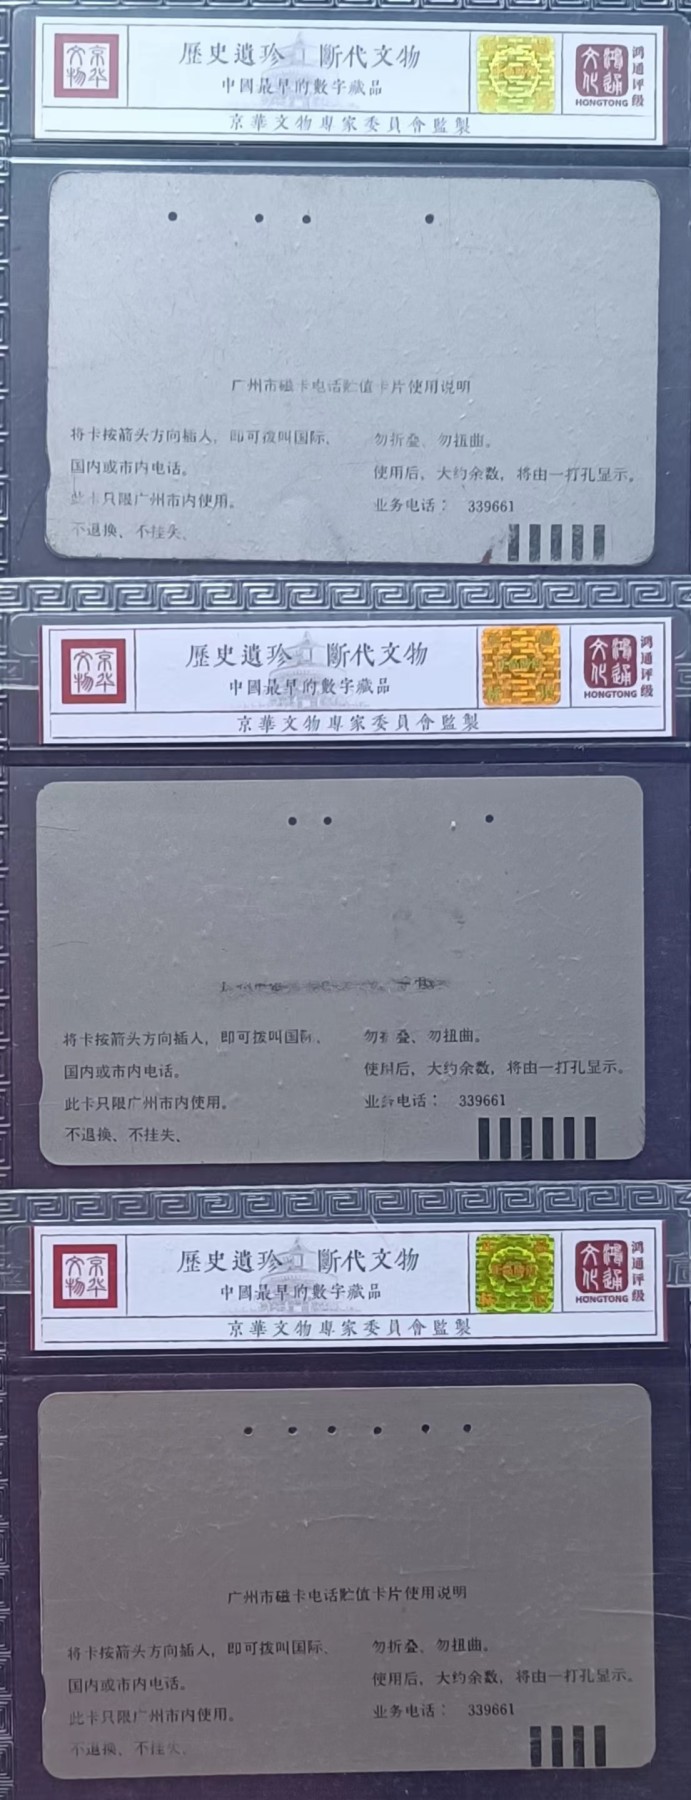 京华文物
歷史遺珍 斷代文物
中國最早的數字藏品
京華文物專家委員會監製
鴻通文化
HONGTONG
鸿通评级
广州市磁卡电话贮值卡片使用说明
将卡按箭头方向插入，即可拨叫国际、
国内或市内电话。
此卡只限广州市内使用。
不退换、不挂失、
勿折叠、勿扭曲。
使用后，大约余数，将由一打孔显示。
业务电话： 339661
京华文物
歷史遺珍 斷代文物
中國最早的數字藏品
京華文物專家委員會監製
鴻通文化
HONGTONG
鸿通评级
将卡按箭头方向插入，即可拨叫国际、
国内或市内电话。
此卡只限广州市内使用。
不退换、不挂失、
勿折叠、勿扭曲。
使用后，大约余数，将由一打孔显示。
业务电话： 339661
京华文物
歷史遺珍 斷代文物
中國最早的數字藏品
京華文物專家委員會監製
鴻通文化
HONGTONG
鸿通评级
广州市磁卡电话贮值卡片使用说明
将卡按箭头方向插入，即可拨叫国际、
国内或市内电话。
此卡只限广州市内使用。
不退换、不挂失、
勿折叠、勿扭曲。
使用后，大约余数，将由一打孔显示。
业务电话： 339661